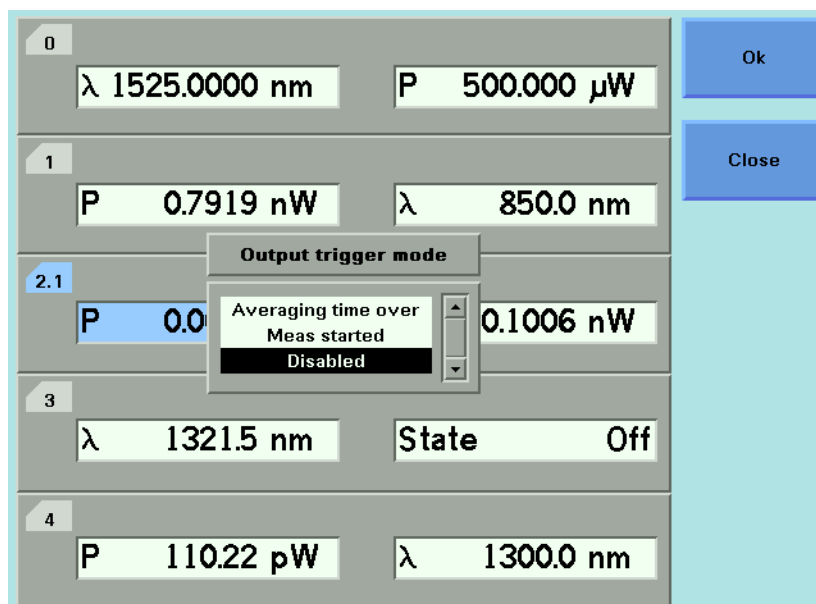 0
λ 1525.0000 nm
P 500.000 µW
Ok
1
P 0.7919 nW
λ 850.0 nm
Close
Output trigger mode
2.1
P
0.1006 nW
Averaging time over
Meas started
Disabled
3
λ 1321.5 nm
State Off
4
P 110.22 pW
λ 1300.0 nm